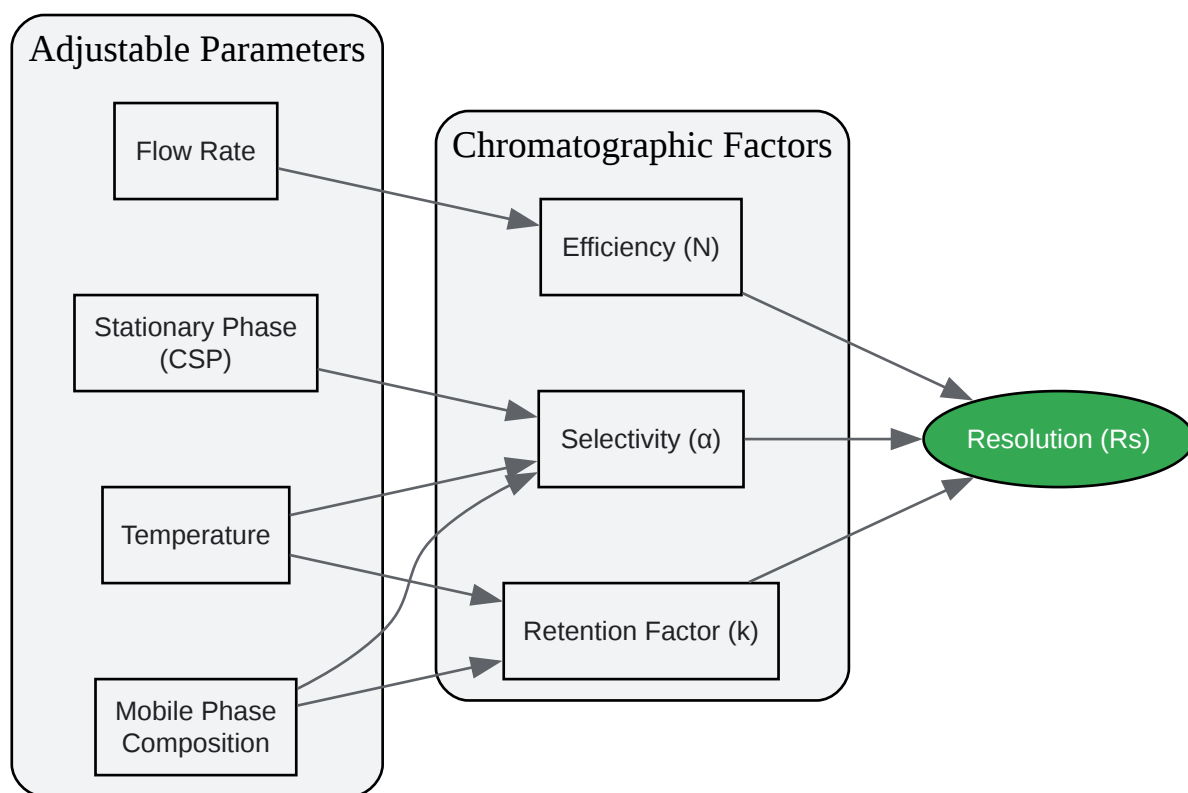 Adjustable Parameters
Flow Rate
Stationary Phase
(CSP)
Temperature
Mobile Phase
Composition
Chromatographic Factors
Efficiency (N)
Selectivity (α)
Retention Factor (k)
Resolution (Rs)